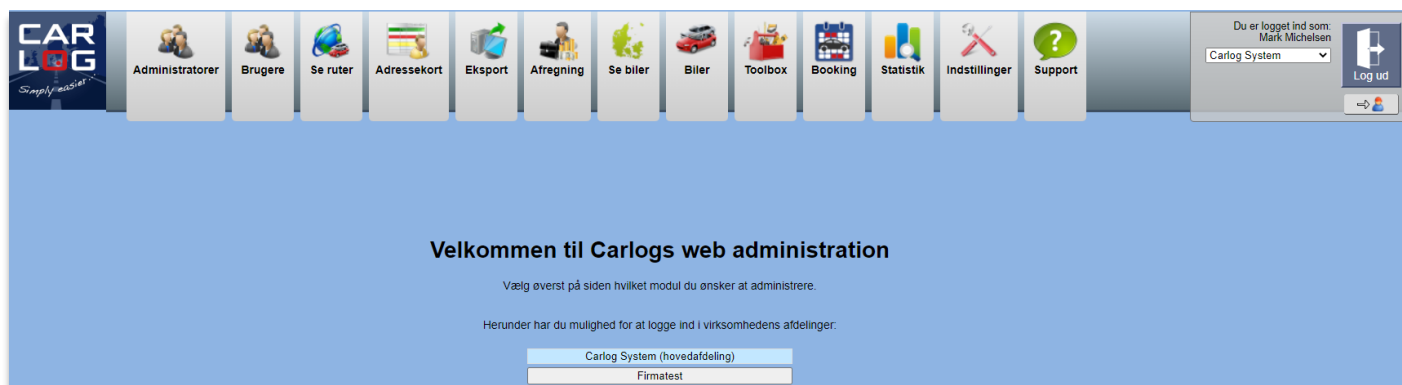 CAR
LOG
Simply easier..
Administratorer
Brugere
Se ruter
Adressekort
Eksport
Afregning
Se biler
Biler
Toolbox
Booking
Statistik
Indstillinger
Support
Du er logget ind som:
Mark Michelsen
Carlog System
Log ud
Velkommen til Carlogs web administration
Vælg øverst på siden hvilket modul du ønsker at administrere.
Herunder har du mulighed for at logge ind i virksomhedens afdelinger:
Carlog System (hovedafdeling)
Firmatest